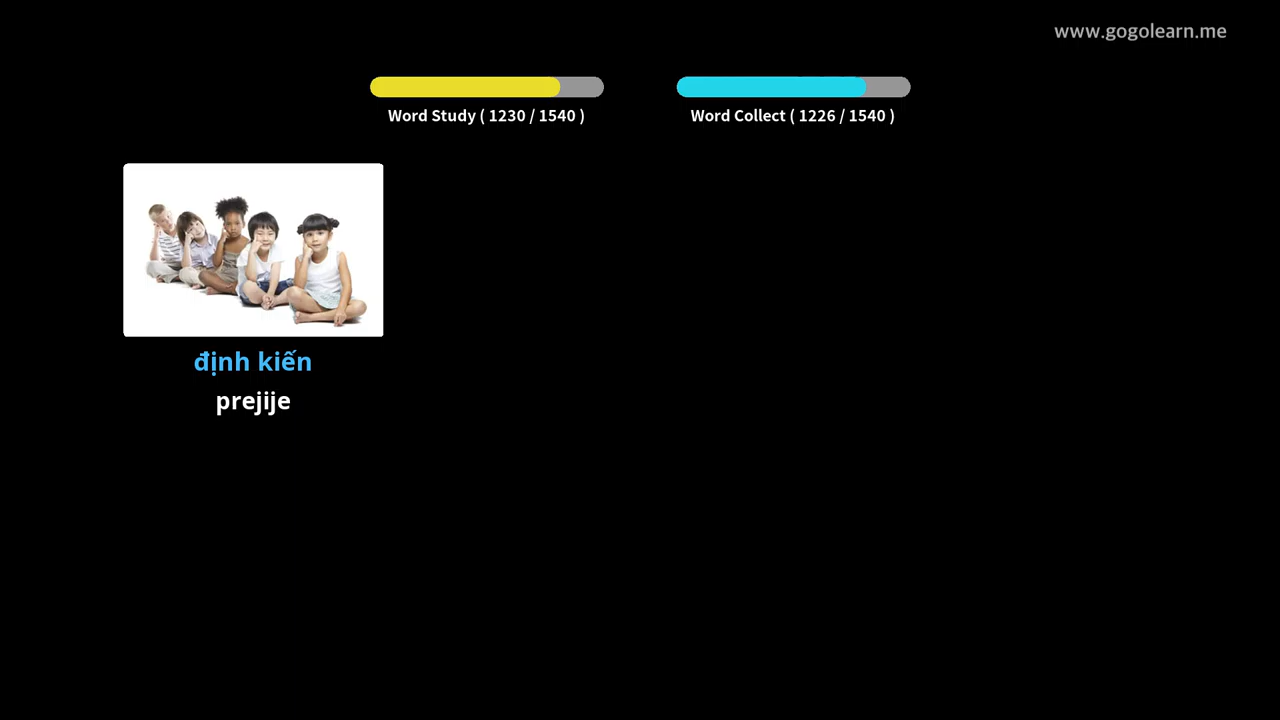 www.gogolearn.me
Word Study ( 1230 / 1540 )
Word Collect ( 1226 / 1540 )
định kiến
prejije